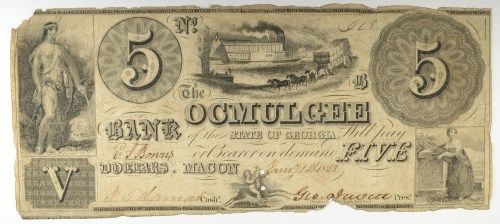 5 No. 5
The B
OCMULGEE
BANK of the STATE OF GEORGIA, Will pay
FIVE
or bearer on demand
V DOLLARS, MACON
Cash.r Pres.t